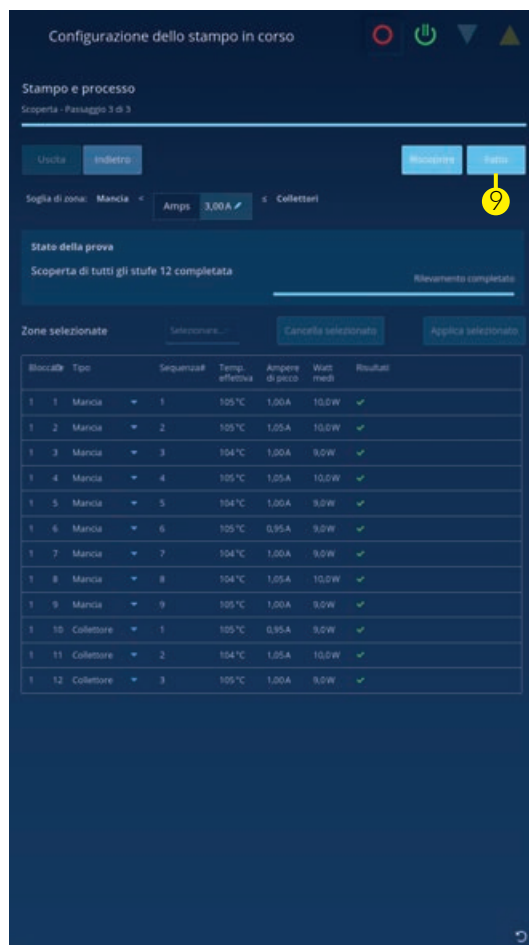 Configurazione dello stampo in corso
Stampo e processo
Scoperta - Passaggio 3 di 3
Uscita Indietro Riscoprire Fatto
9
Soglia di zona: Mancia < Amps 3,00 A ≤ Collettori
Stato della prova
Scoperta di tutti gli stufe 12 completata
Rilevamento completato
Zone selezionate Selezionare... Cancella selezionato Applica selezionato
Tipo Sequenza# Temp. effettiva Ampere di picco Watt medi Risultati
1 1 Mancia 1 105 °C 1,00 A 10,0 W ✓
1 2 Mancia 2 105 °C 1,05 A 10,0 W ✓
1 3 Mancia 3 104 °C 1,00 A 9,0 W ✓
1 4 Mancia 4 105 °C 1,05 A 10,0 W ✓
1 5 Mancia 5 104 °C 1,00 A 9,0 W ✓
1 6 Mancia 6 105 °C 0,95 A 9,0 W ✓
1 7 Mancia 7 104 °C 1,00 A 9,0 W ✓
1 8 Mancia 8 104 °C 1,05 A 10,0 W ✓
1 9 Mancia 9 105 °C 1,00 A 9,0 W ✓
1 10 Collettore 1 105 °C 0,95 A 9,0 W ✓
1 11 Collettore 2 104 °C 1,05 A 10,0 W ✓
1 12 Collettore 3 105 °C 1,00 A 9,0 W ✓